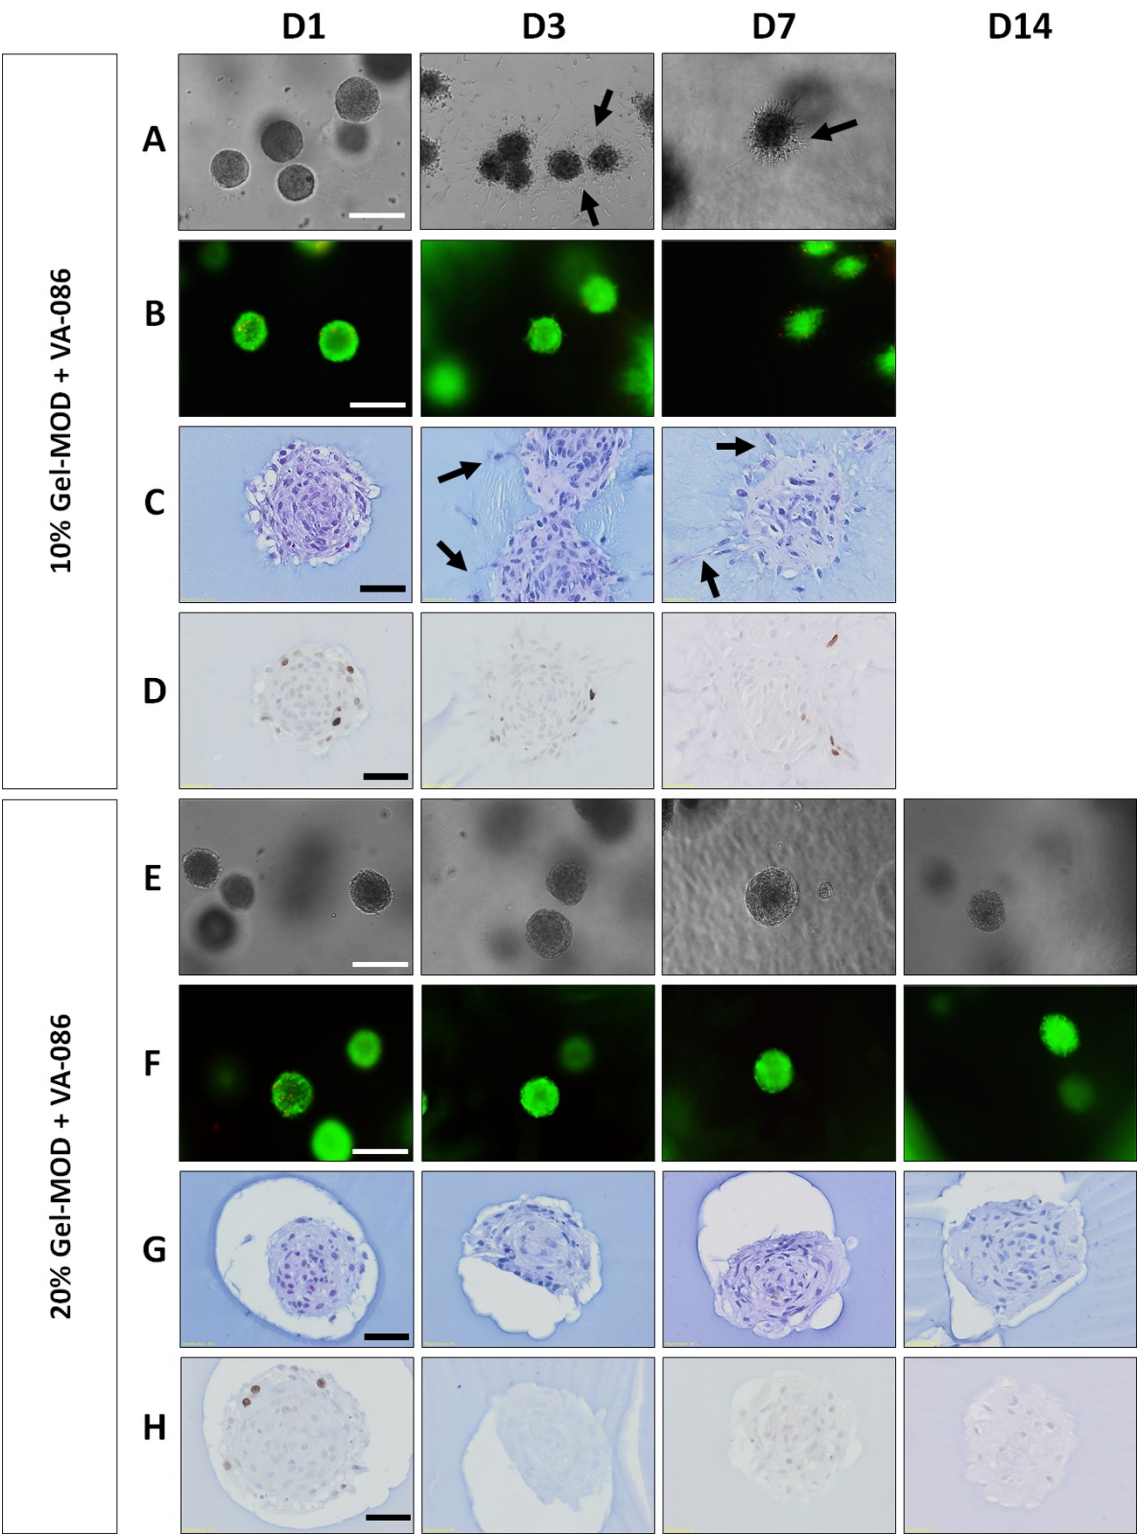 D1 D3 D7 D14
10% Gel-MOD + VA-086
A
B
C
D
20% Gel-MOD + VA-086
E
F
G
H